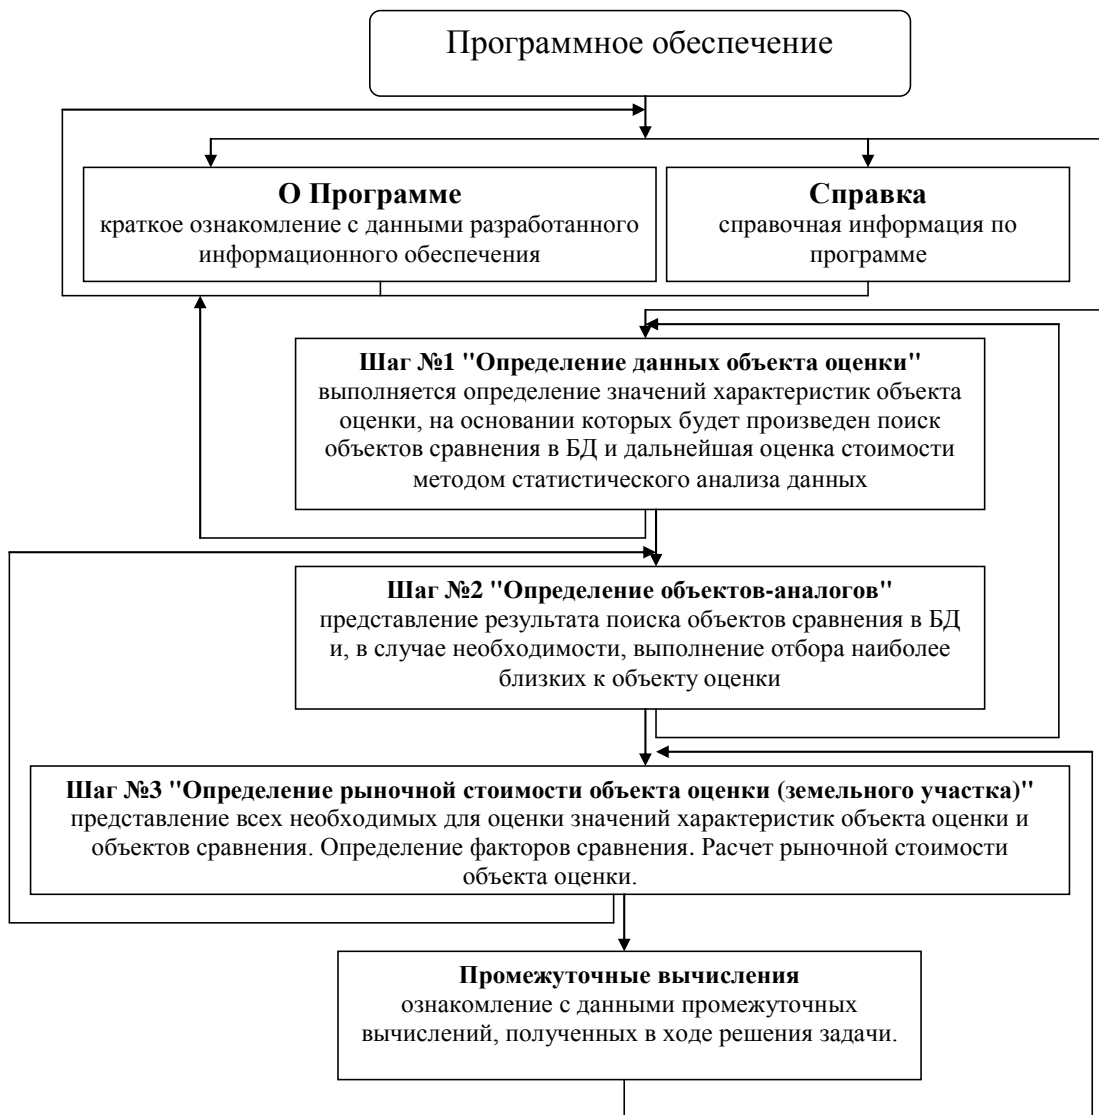 Программное обеспечение
О Программе
краткое ознакомление с данными разработанного
информационного обеспечения
Справка
справочная информация по
программе
Шаг №1 "Определение данных объекта оценки"
выполняется определение значений характеристик объекта
оценки, на основании которых будет произведен поиск
объектов сравнения в БД и дальнейшая оценка стоимости
методом статистического анализа данных
Шаг №2 "Определение объектов-аналогов"
представление результата поиска объектов сравнения в БД
и, в случае необходимости, выполнение отбора наиболее
близких к объекту оценки
Шаг №3 "Определение рыночной стоимости объекта оценки (земельного участка)"
представление всех необходимых для оценки значений характеристик объекта оценки и
объектов сравнения. Определение факторов сравнения. Расчет рыночной стоимости
объекта оценки.
Промежуточные вычисления
ознакомление с данными промежуточных
вычислений, полученных в ходе решения задачи.